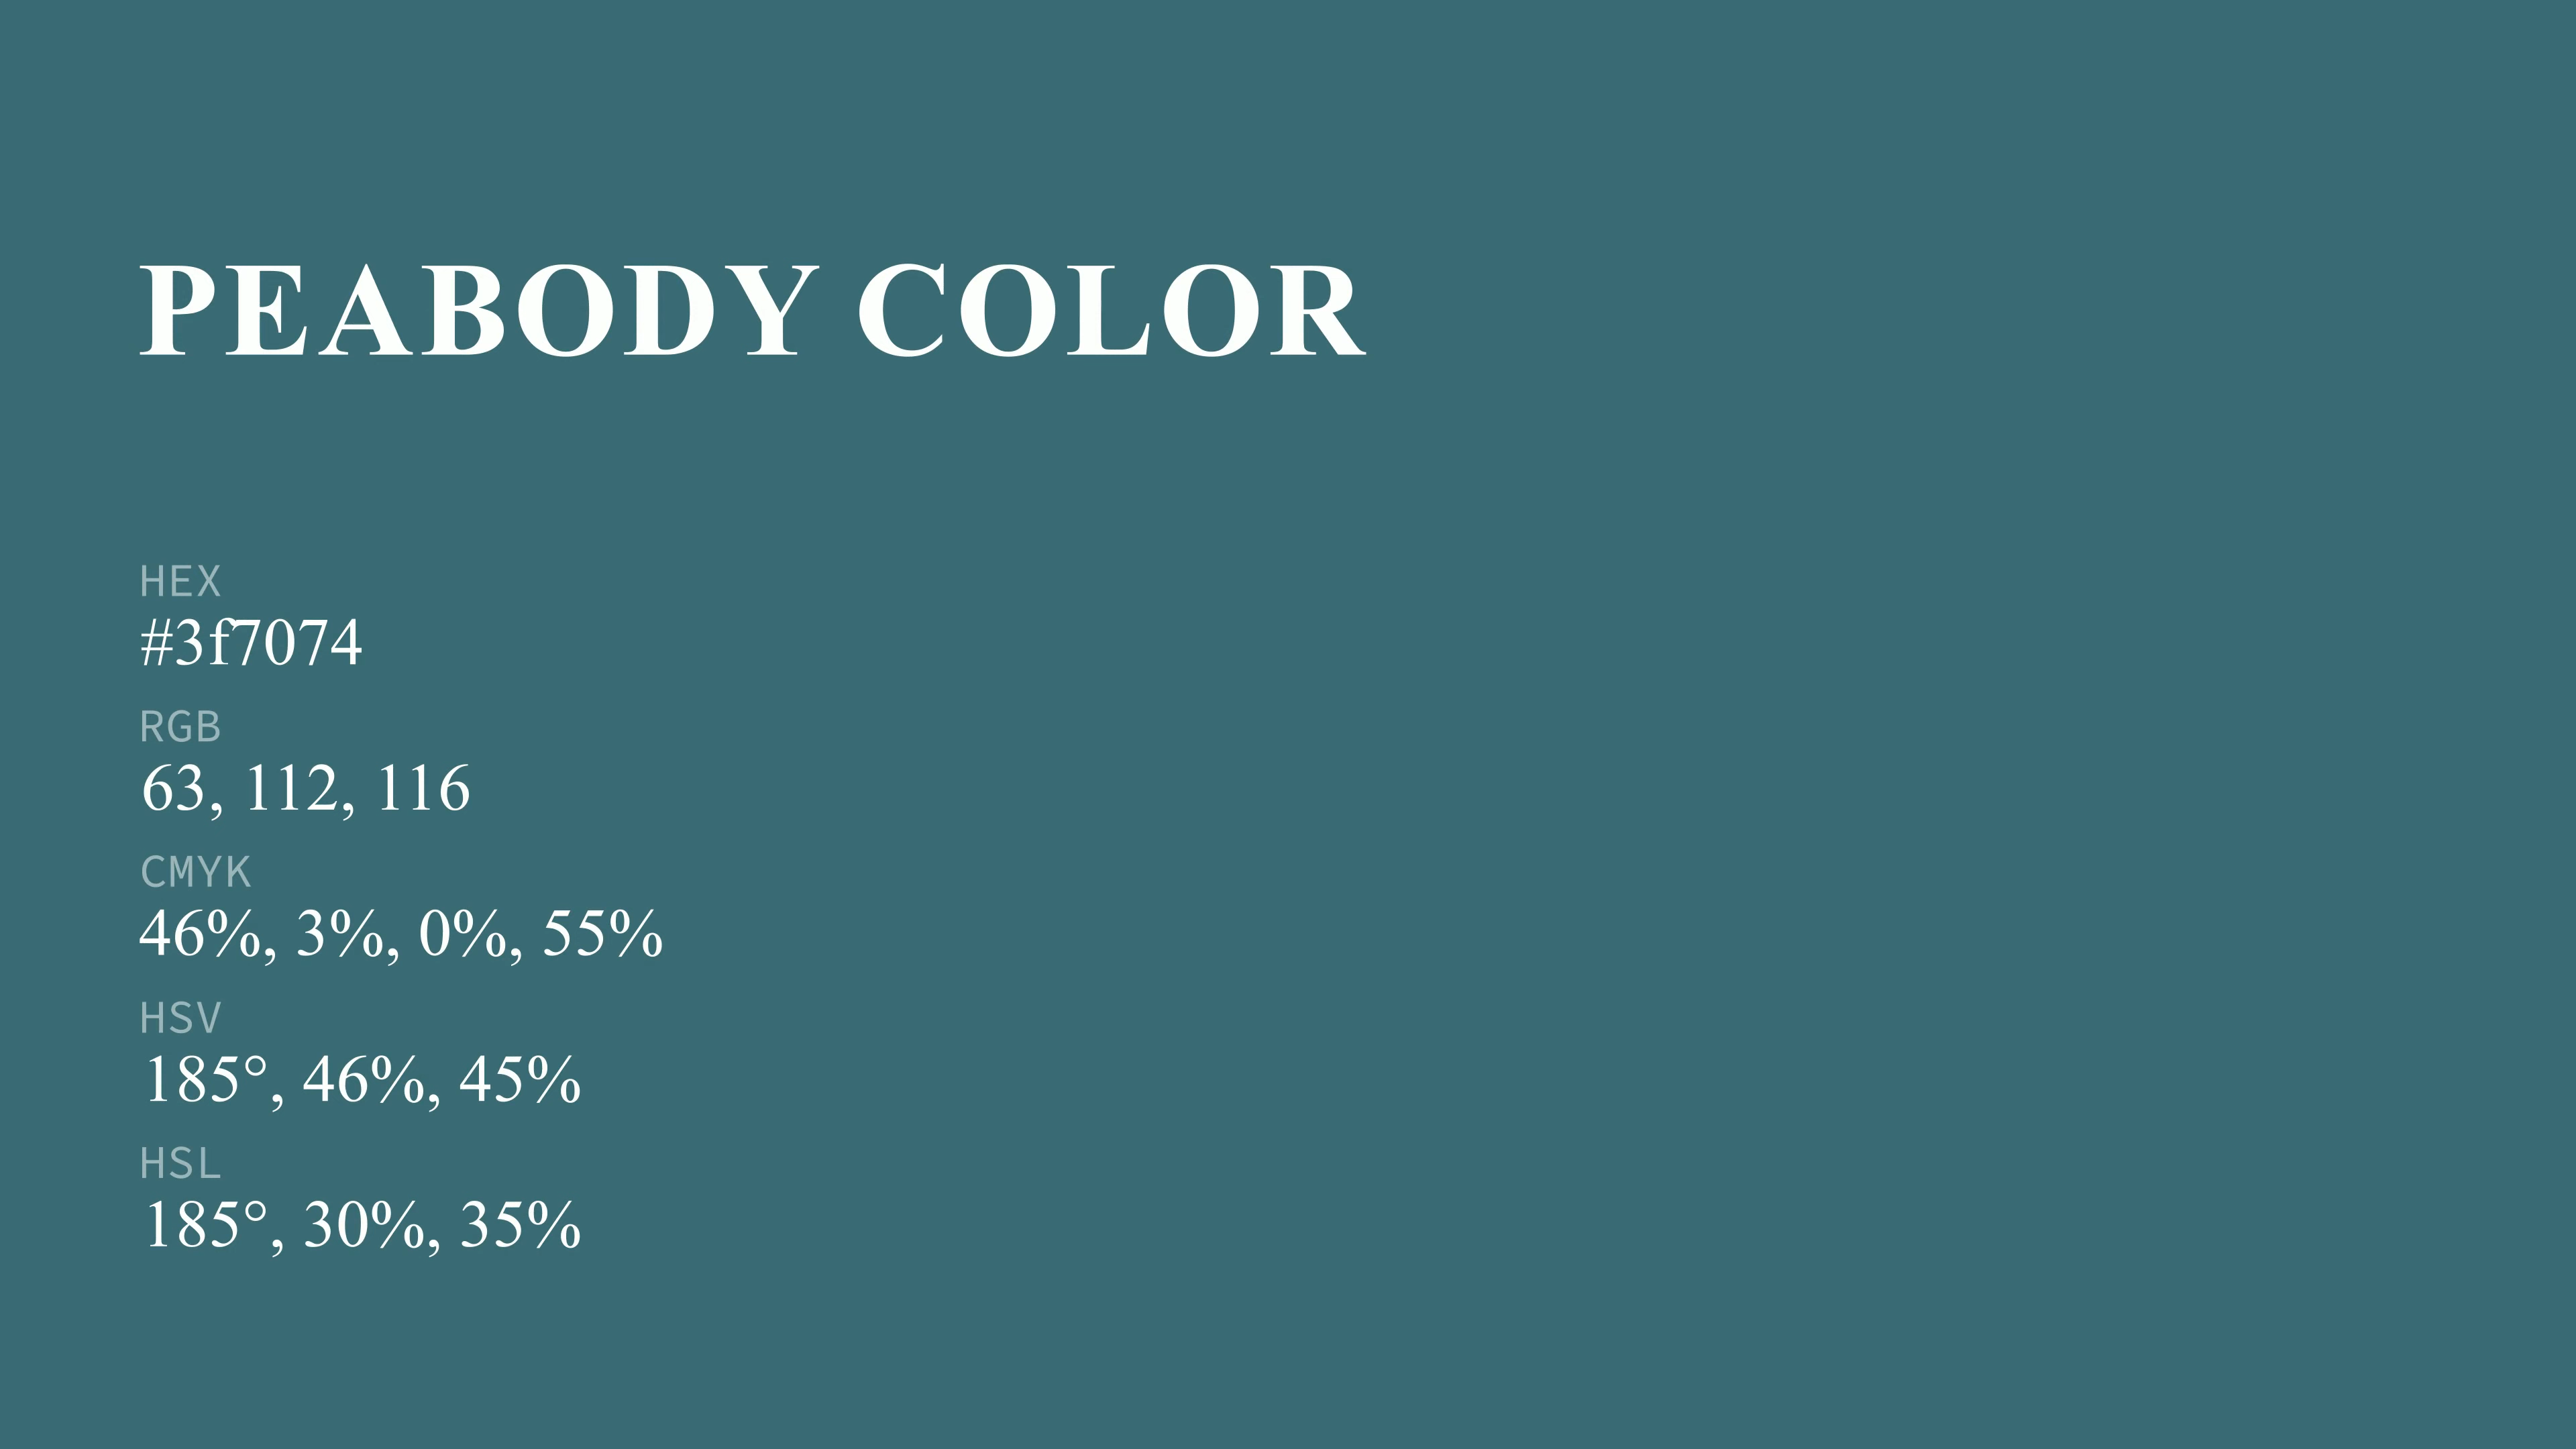 PEABODY COLOR
HEX
#3f7074
RGB
63, 112, 116
CMYK
46%, 3%, 0%, 55%
HSV
185°, 46%, 45%
HSL
185°, 30%, 35%